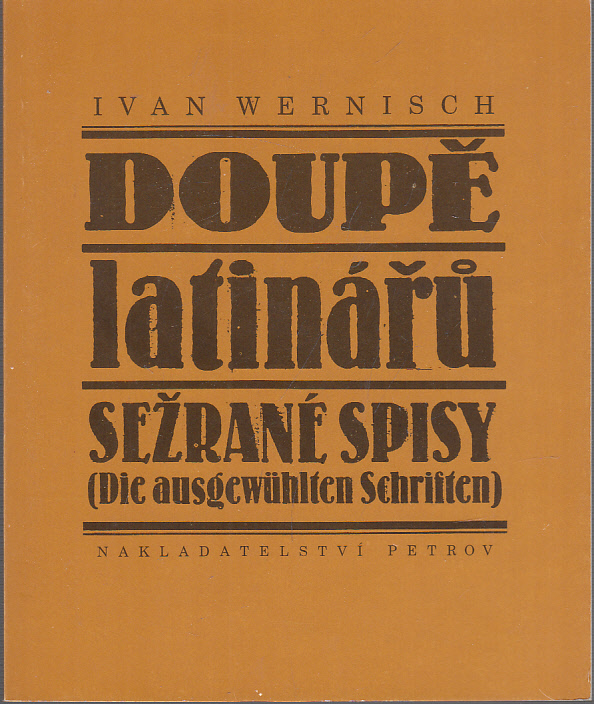 IVAN WERNISCH
DOUPĚ
latinářů
SEŽRANÉ SPISY
(Die ausgewühlten Schriften)
NAKLADATELSTVÍ PETROV